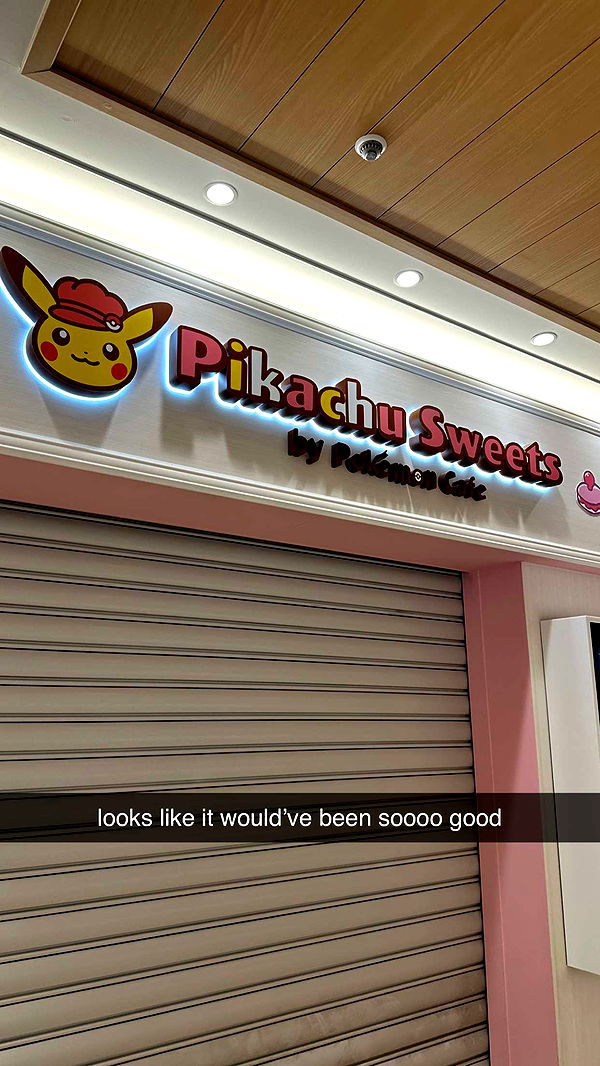 Pikachu Sweets
by Pokémon Cafe
looks like it would've been soooo good